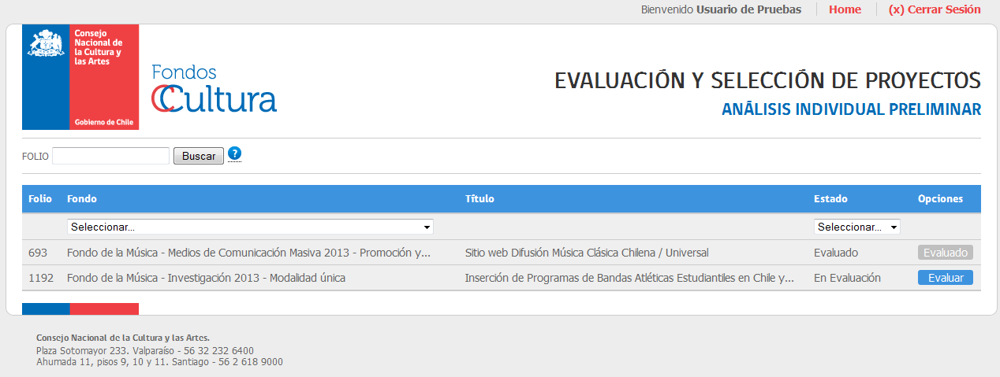 Bienvenido Usuario de Pruebas
Home
(x) Cerrar Sesión
Consejo
Nacional de
la Cultura y
las Artes
Gobierno de Chile
Fondos
Cultura
EVALUACIÓN Y SELECCIÓN DE PROYECTOS
ANÁLISIS INDIVIDUAL PRELIMINAR
FOLIO Buscar ?
Folio Fondo Título Estado Opciones
Seleccionar... Seleccionar...
693 Fondo de la Música - Medios de Comunicación Masiva 2013 - Promoción y... Sitio web Difusión Música Clásica Chilena / Universal Evaluado Evaluado
1192 Fondo de la Música - Investigación 2013 - Modalidad única Inserción de Programas de Bandas Atléticas Estudiantiles en Chile y... En Evaluación Evaluar
Consejo Nacional de la Cultura y las Artes.
Plaza Sotomayor 233. Valparaíso - 56 32 232 6400
Ahumada 11, pisos 9, 10 y 11. Santiago - 56 2 618 9000